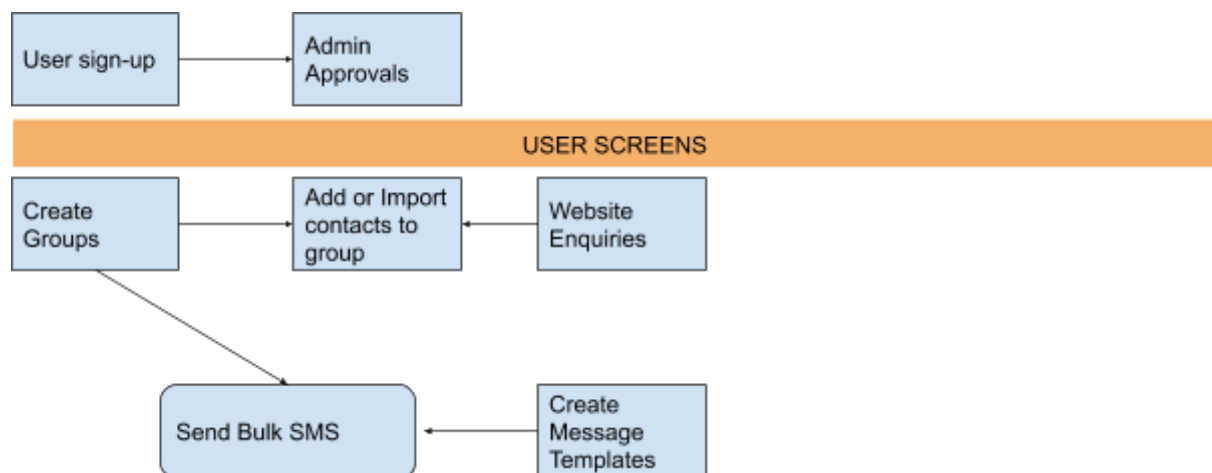 User sign-up
Admin
Approvals
USER SCREENS
Create
Groups
Add or Import
contacts to
group
Website
Enquiries
Send Bulk SMS
Create
Message
Templates